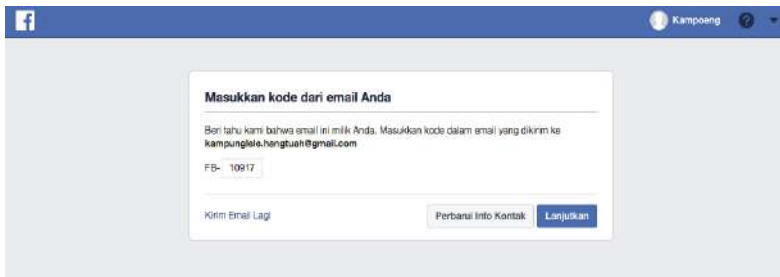 f
Kampoeng ?
Masukkan kode dari email Anda
Beri tahu kami bahwa email ini milik Anda. Masukkan kode dalam email yang dikirim ke
kampunglele.hangtuah@gmail.com
FB- 10917
Kirim Email Lagi
Perbarui Info Kontak
Lanjutkan